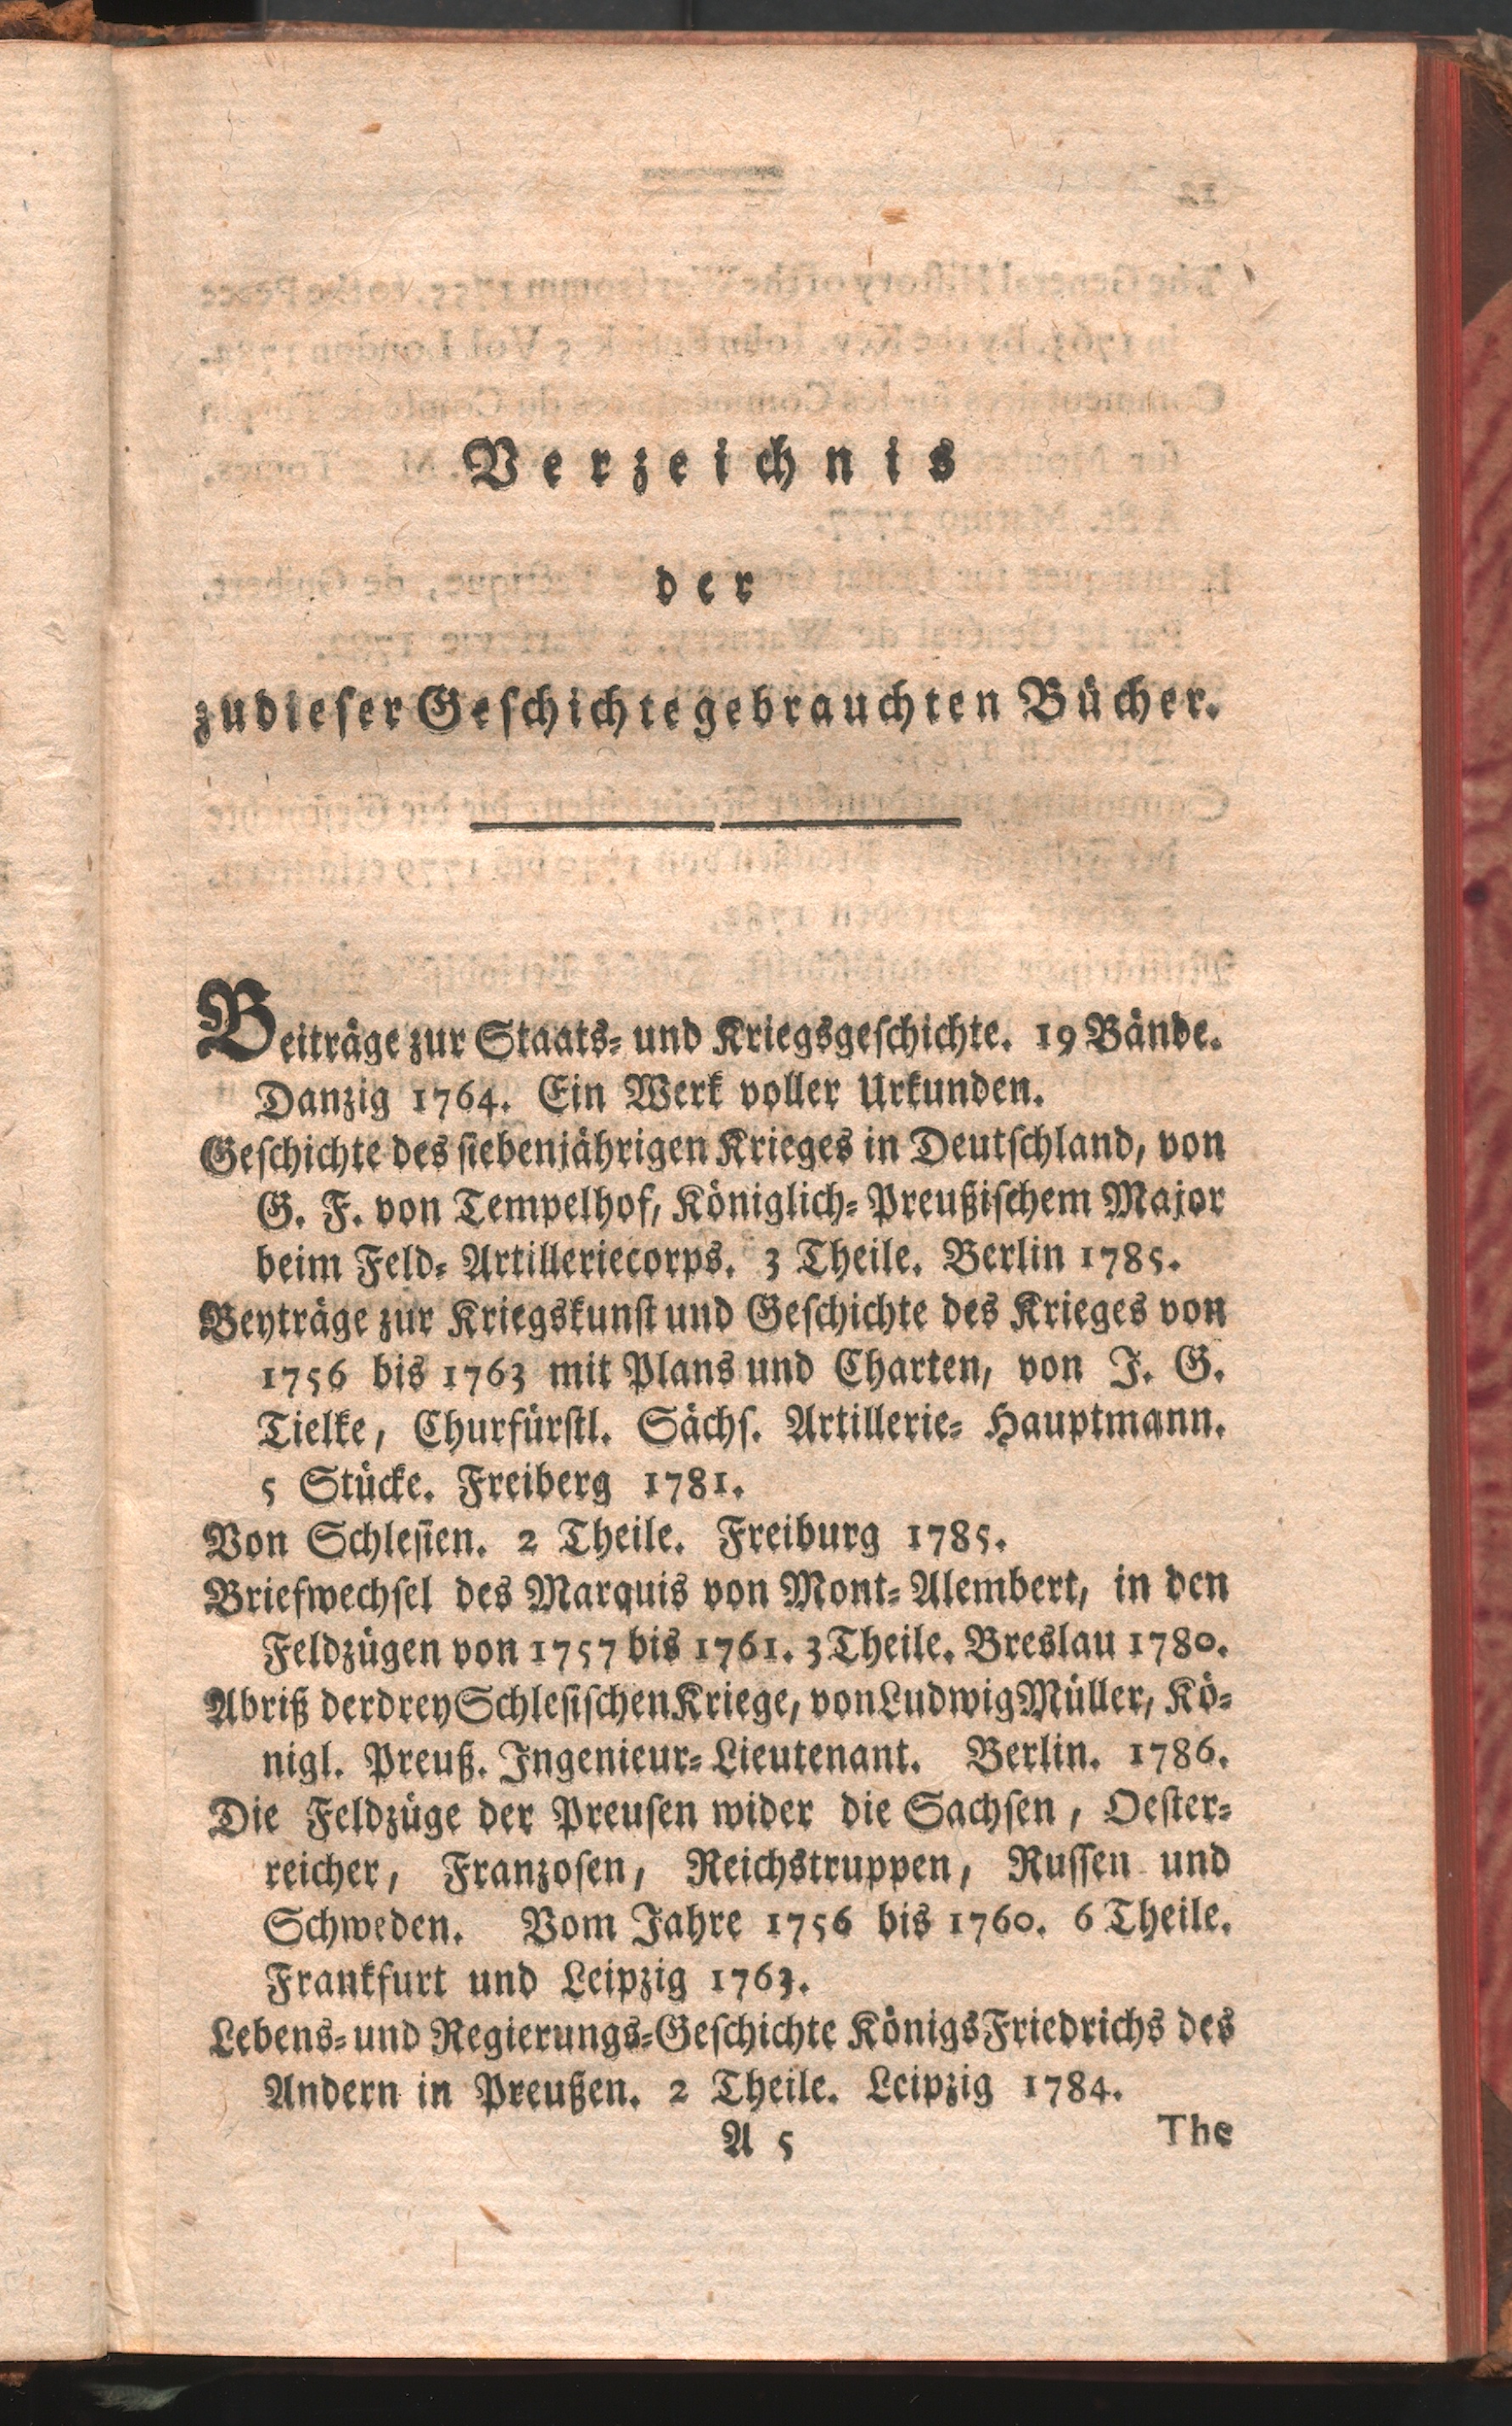 Verzeichnis
der
zu dieser Geschichte gebrauchten Bücher.
Beiträge zur Staats- und Kriegsgeschichte. 19 Bände.
Danzig 1764. Ein Werk voller Urkunden.
Geschichte des siebenjährigen Krieges in Deutschland, von
G. F. von Tempelhof, Königlich-Preußischem Major
beim Feld-Artilleriecorps. 3 Theile. Berlin 1785.
Beyträge zur Kriegskunst und Geschichte des Krieges von
1756 bis 1763 mit Plans und Charten, von J. G.
Tielke, Churfürstl. Sächs. Artillerie-Hauptmann.
5 Stücke. Freiberg 1781.
Von Schlesien. 2 Theile. Freiburg 1785.
Briefwechsel des Marquis von Mont-Alembert, in den
Feldzügen von 1757 bis 1761. 3 Theile. Breslau 1780.
Abriß der drey Schlesischen Kriege, von Ludwig Müller, Kö-
nigl. Preuß. Ingenieur-Lieutenant. Berlin. 1786.
Die Feldzüge der Preusen wider die Sachsen, Oester-
reicher, Franzosen, Reichstruppen, Russen und
Schweden. Vom Jahre 1756 bis 1760. 6 Theile.
Frankfurt und Leipzig 1763.
Lebens- und Regierungs-Geschichte Königs Friedrichs des
Andern in Preußen. 2 Theile. Leipzig 1784.
A 5
The